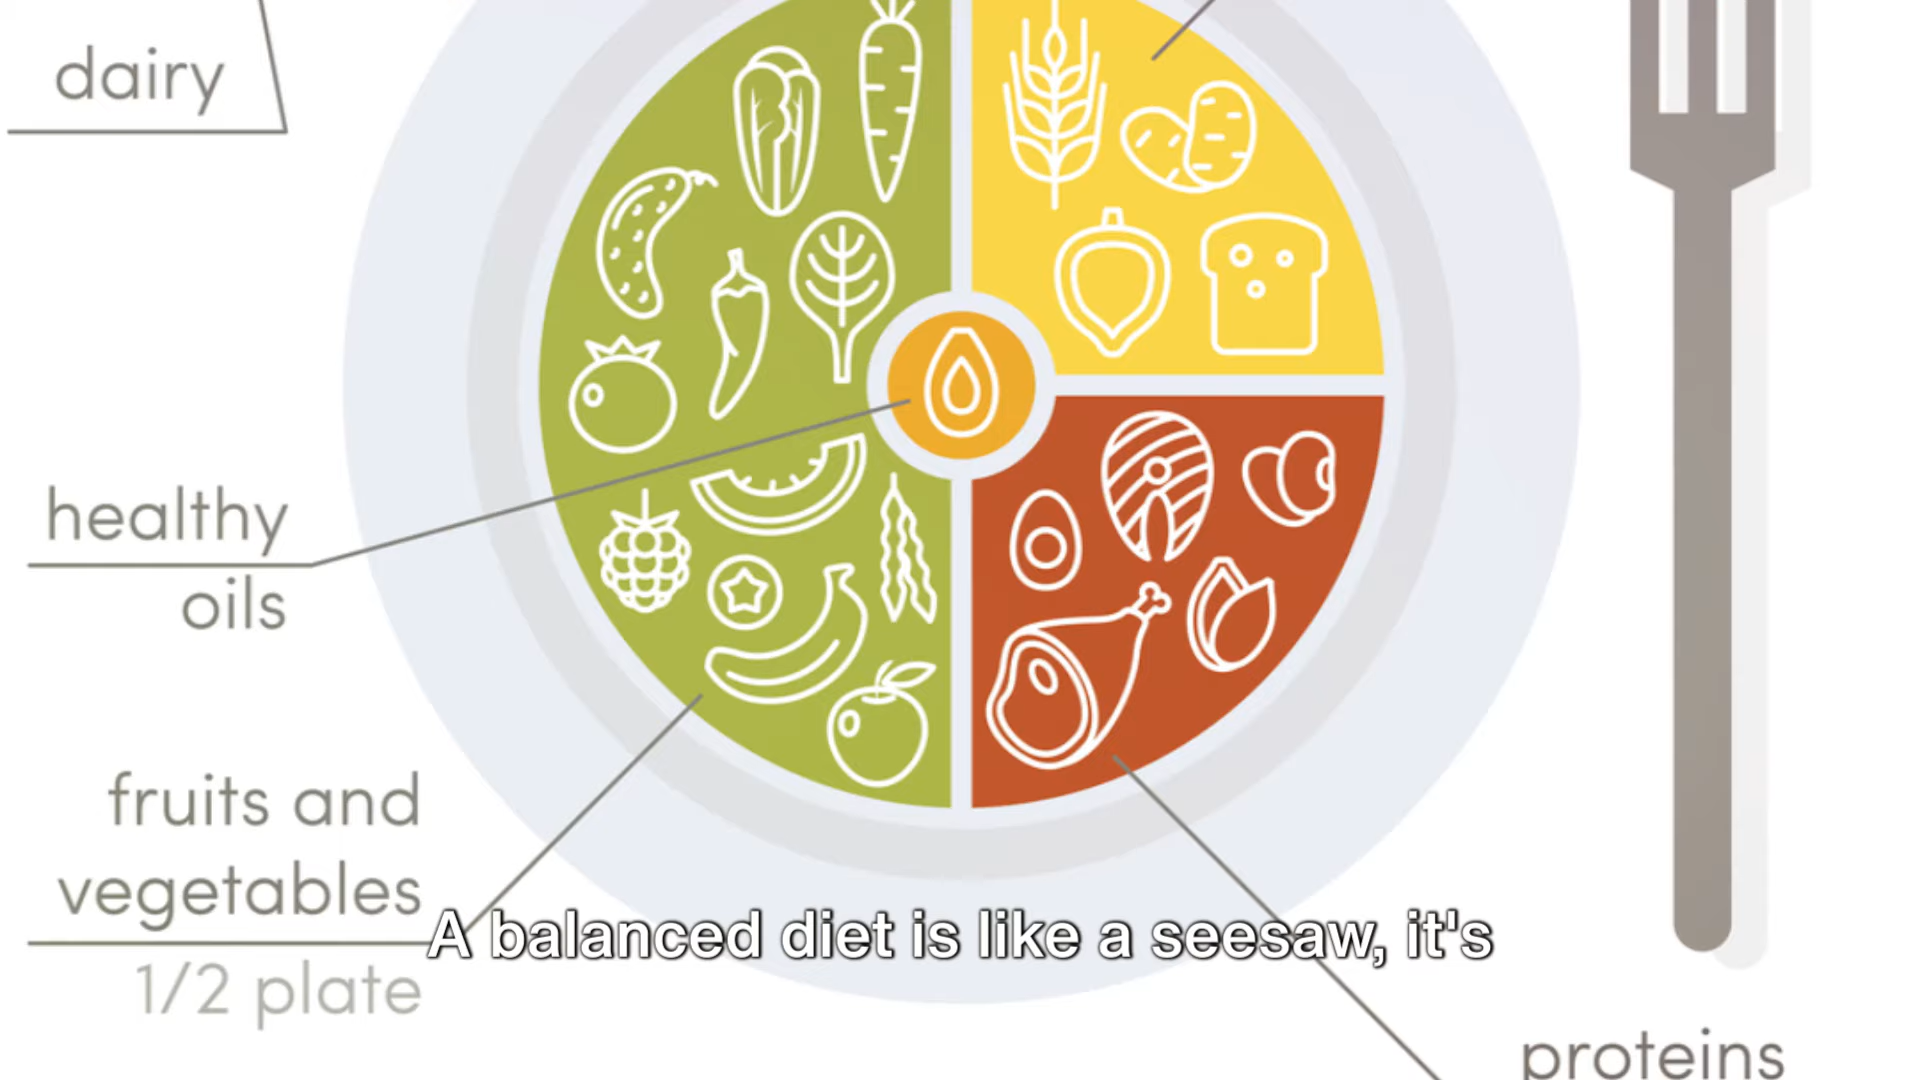 dairy
healthy
oils
fruits and
vegetables
1/2 plate
A balanced diet is like a seesaw, it's
proteins